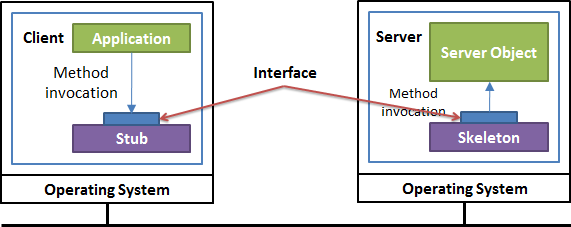 Client
Application
Method
invocation
Stub
Operating System
Interface
Server
Server Object
Method
invocation
Skeleton
Operating System